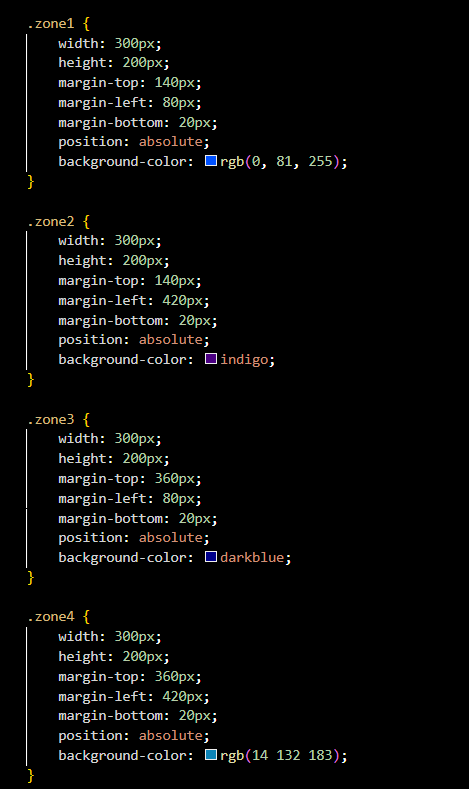 .zone1 {
width: 300px;
height: 200px;
margin-top: 140px;
margin-left: 80px;
margin-bottom: 20px;
position: absolute;
background-color: rgb(0, 81, 255);
}
.zone2 {
width: 300px;
height: 200px;
margin-top: 140px;
margin-left: 420px;
margin-bottom: 20px;
position: absolute;
background-color: indigo;
}
.zone3 {
width: 300px;
height: 200px;
margin-top: 360px;
margin-left: 80px;
margin-bottom: 20px;
position: absolute;
background-color: darkblue;
}
.zone4 {
width: 300px;
height: 200px;
margin-top: 360px;
margin-left: 420px;
margin-bottom: 20px;
position: absolute;
background-color: rgb(14 132 183);
}